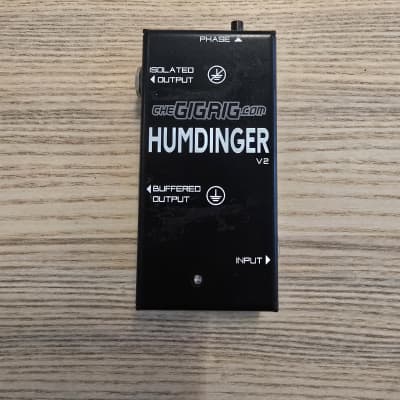 PHASE
ISOLATED
OUTPUT
theGIGRIG.com
HUMDINGER
V2
BUFFERED
OUTPUT
INPUT